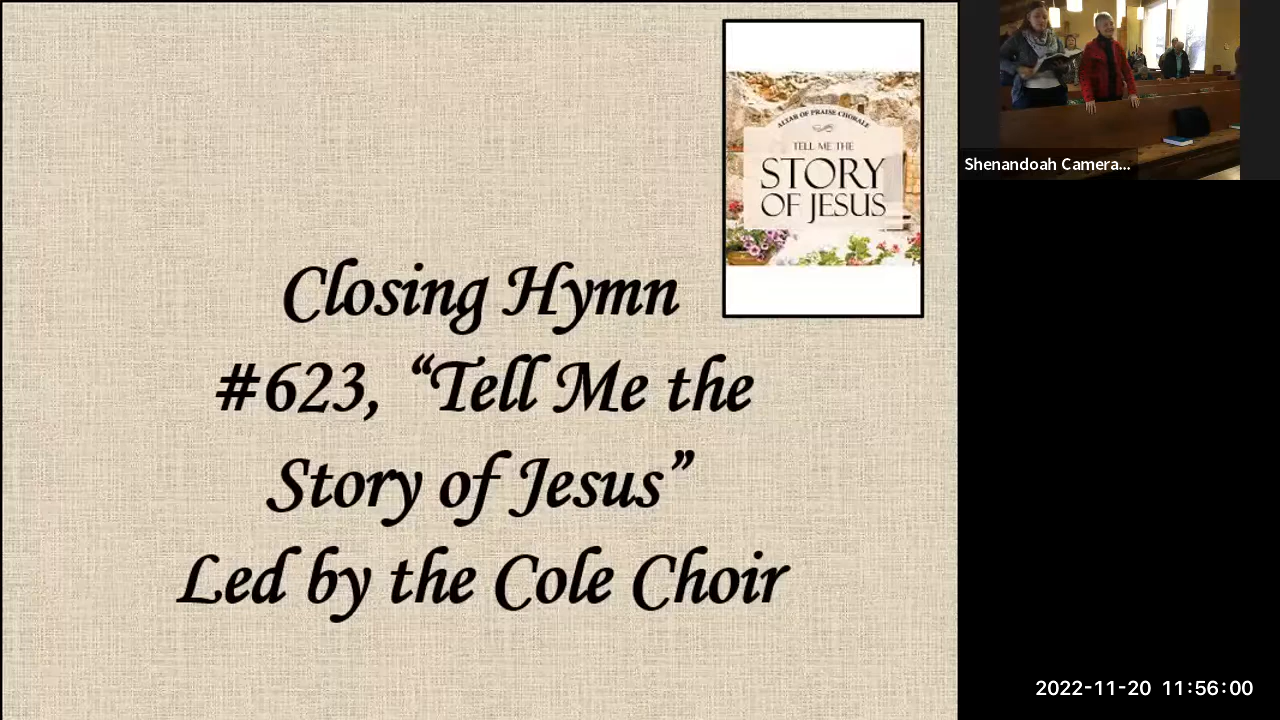 ALTAR OF PRAISE CHORALE
TELL ME THE
STORY
OF JESUS
Closing Hymn
#623, “Tell Me the
Story of Jesus”
Led by the Cole Choir
Shenandoah Camera...
2022-11-20 11:56:00